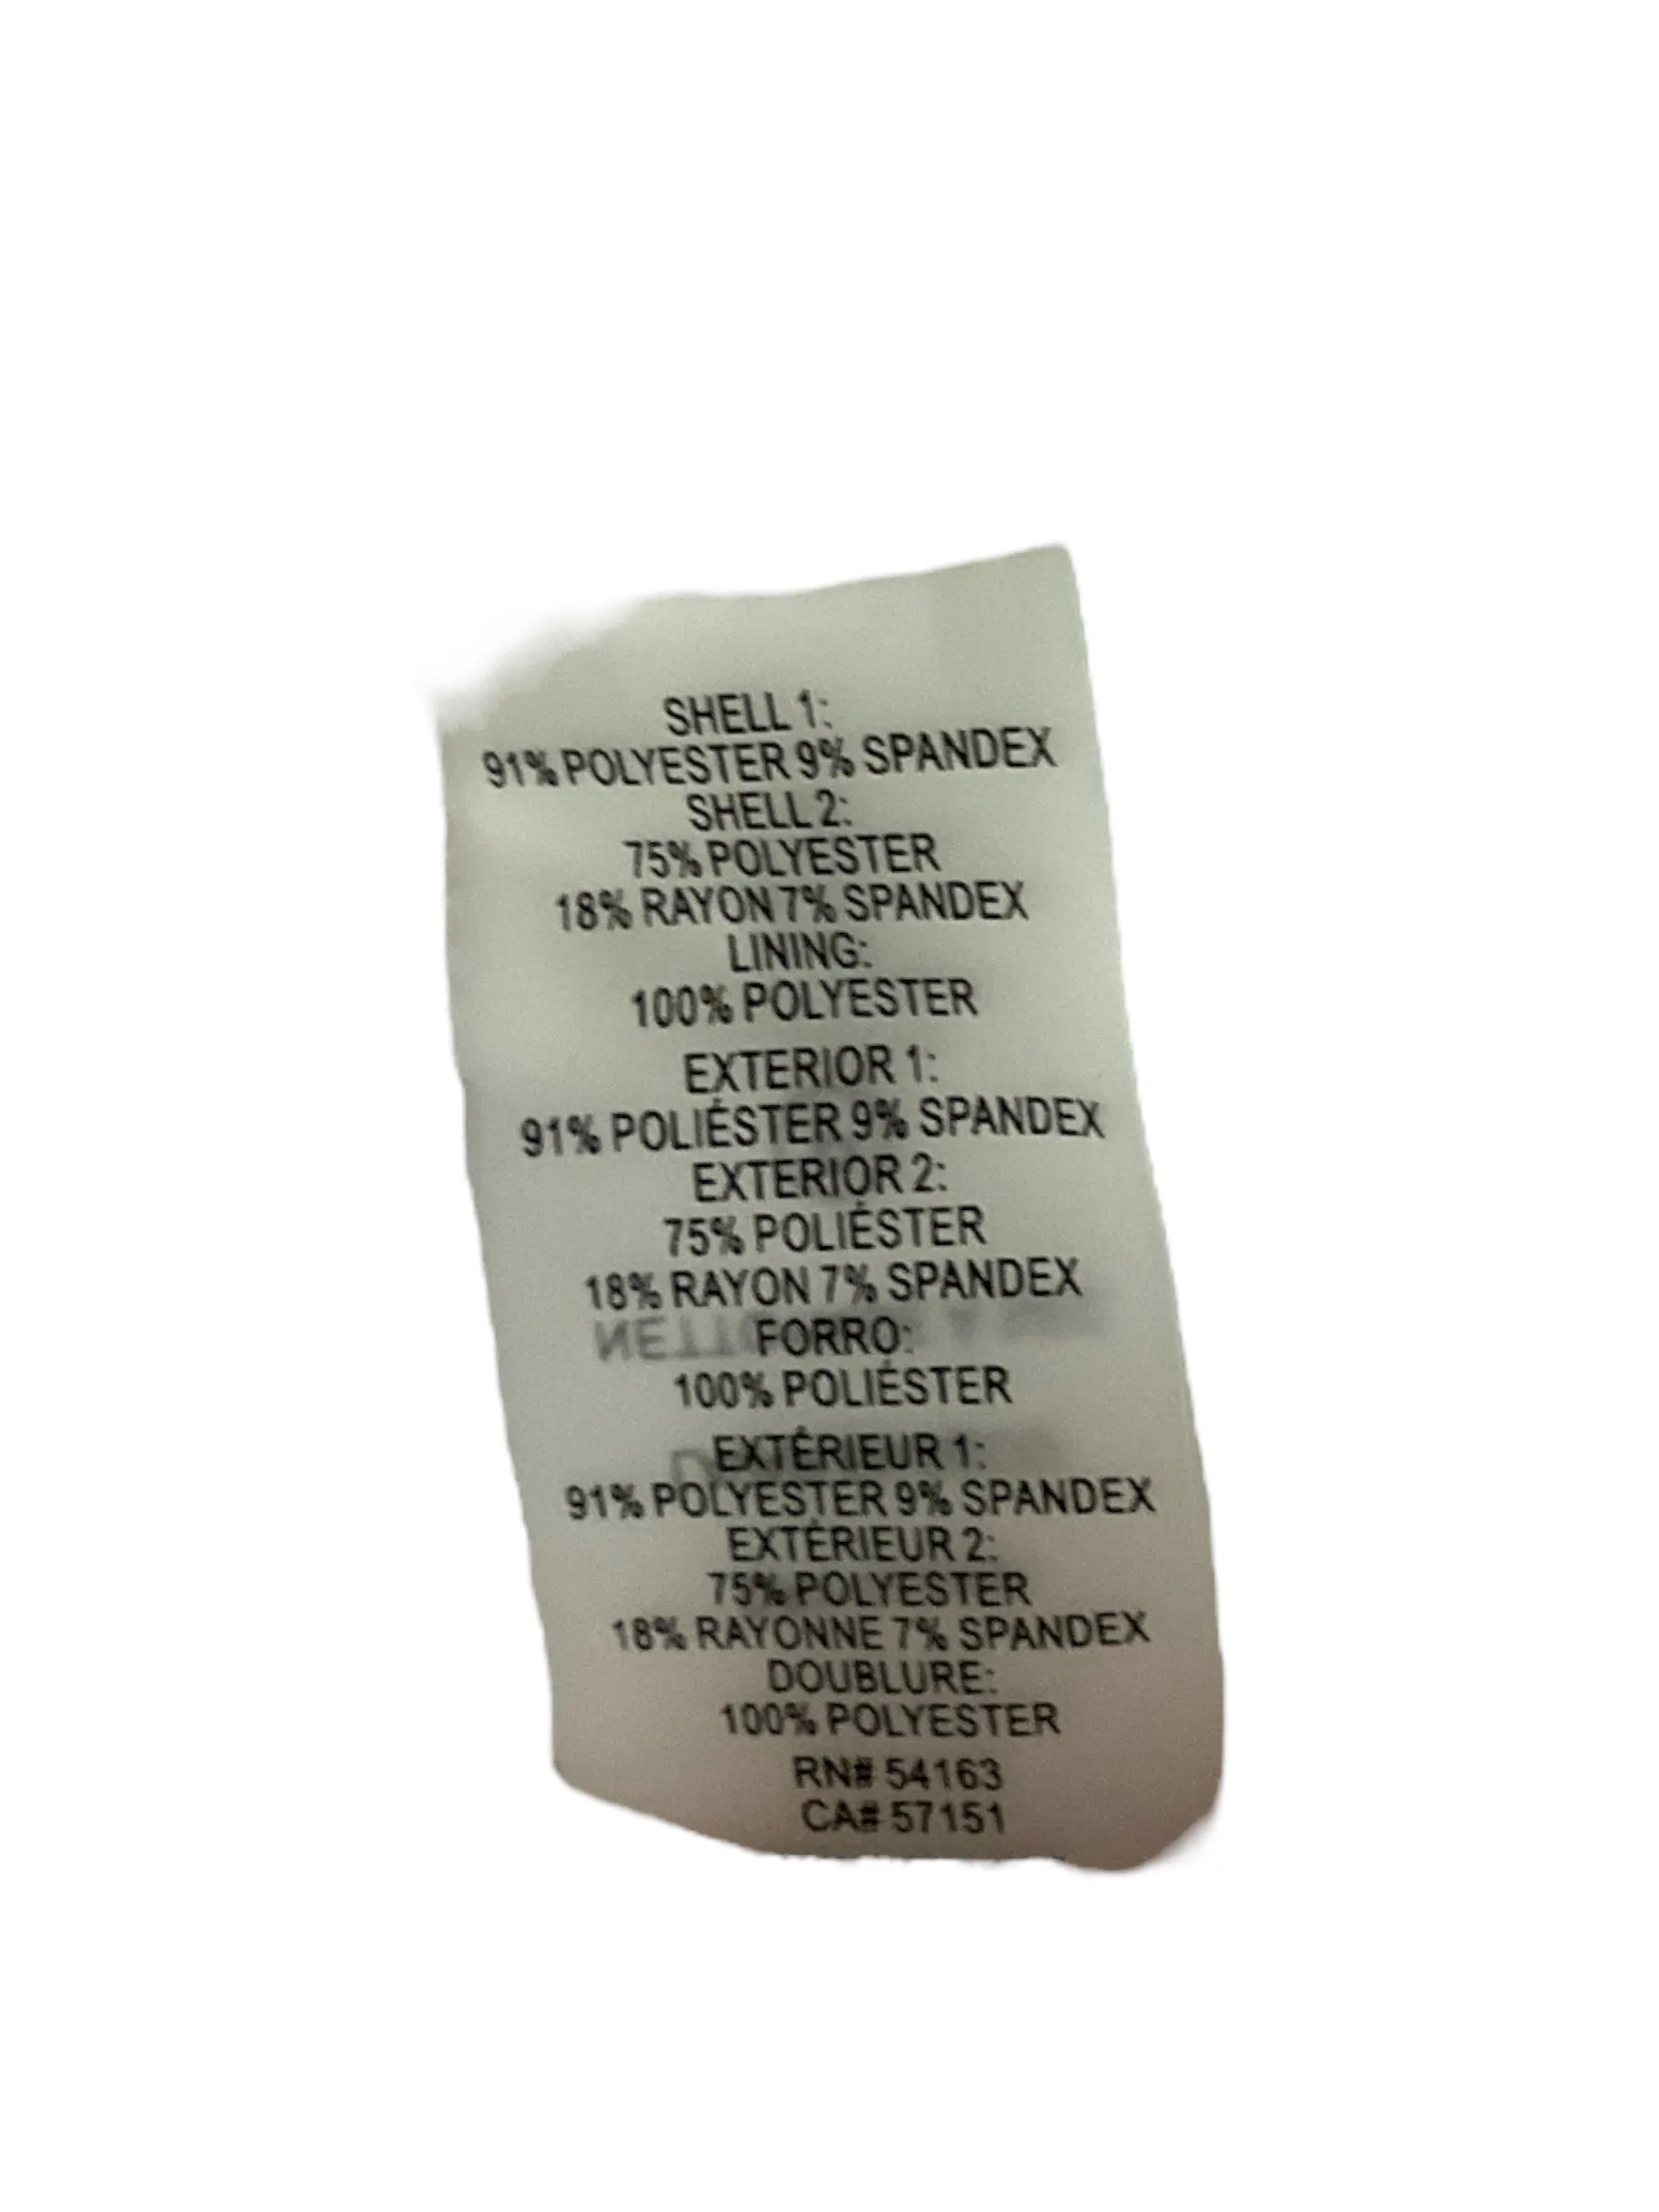 SHELL 1:
91% POLYESTER 9% SPANDEX
SHELL 2:
75% POLYESTER
18% RAYON 7% SPANDEX
LINING:
100% POLYESTER
EXTERIOR 1:
91% POLIÉSTER 9% SPANDEX
EXTERIOR 2:
75% POLIÉSTER
18% RAYON 7% SPANDEX
FORRO:
100% POLIÉSTER
EXTÉRIEUR 1:
91% POLYESTER 9% SPANDEX
EXTÉRIEUR 2:
75% POLYESTER
18% RAYONNE 7% SPANDEX
DOUBLURE:
100% POLYESTER
RN# 54163
CA# 57151